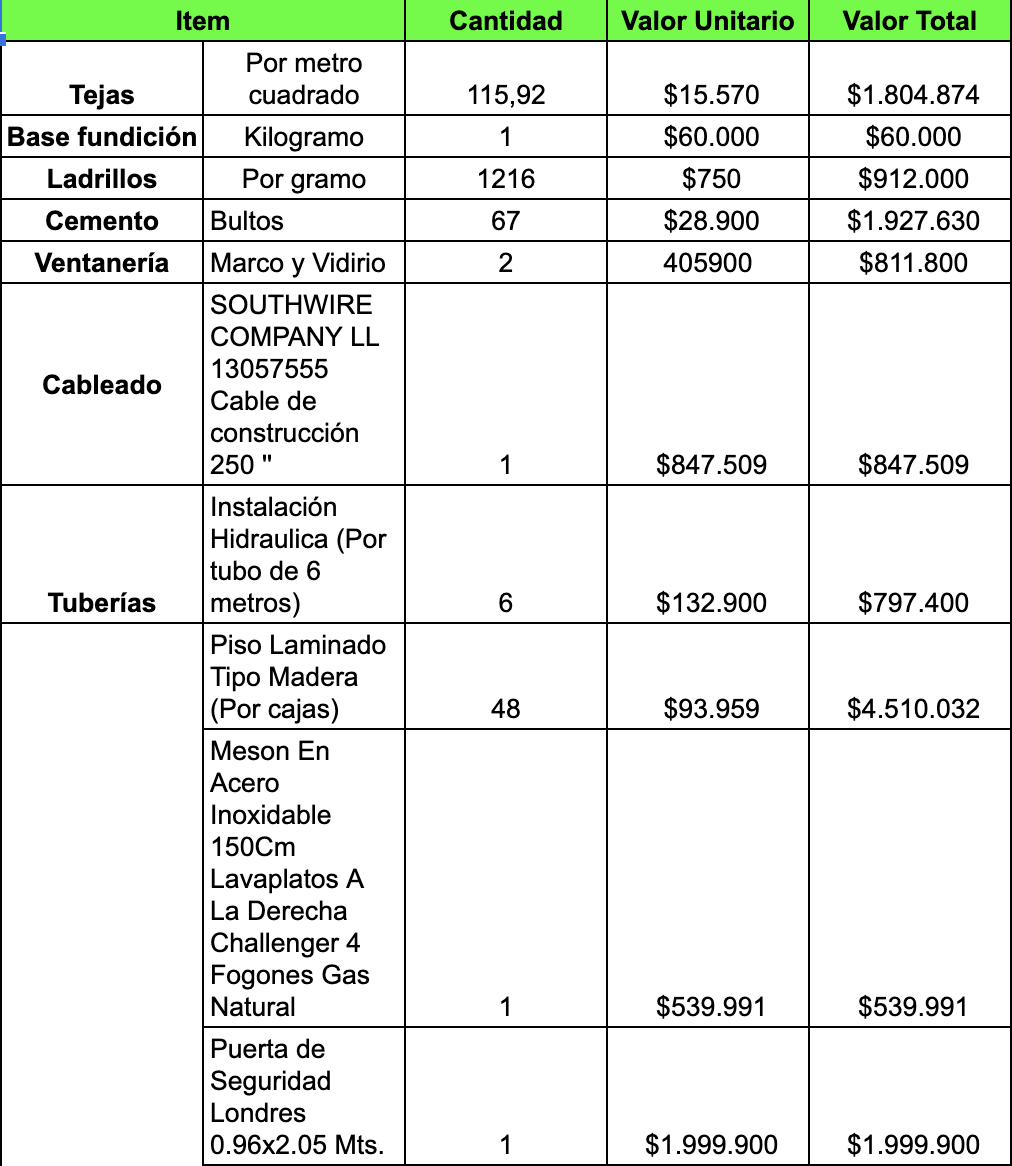 Item Cantidad Valor Unitario Valor Total
Por metro
Tejas cuadrado 115,92 $15.570 $1.804.874
Base fundición Kilogramo 1 $60.000 $60.000
Ladrillos Por gramo 1216 $750 $912.000
Cemento Bultos 67 $28.900 $1.927.630
Ventanería Marco y Vidirio 2 405900 $811.800
SOUTHWIRE
COMPANY LL
13057555
Cableado Cable de
construcción
250 " 1 $847.509 $847.509
Instalación
Hidraulica (Por
tubo de 6
Tuberías metros) 6 $132.900 $797.400
Piso Laminado
Tipo Madera
(Por cajas) 48 $93.959 $4.510.032
Meson En
Acero
Inoxidable
150Cm
Lavaplatos A
La Derecha
Challenger 4
Fogones Gas
Natural 1 $539.991 $539.991
Puerta de
Seguridad
Londres
0.96x2.05 Mts. 1 $1.999.900 $1.999.900